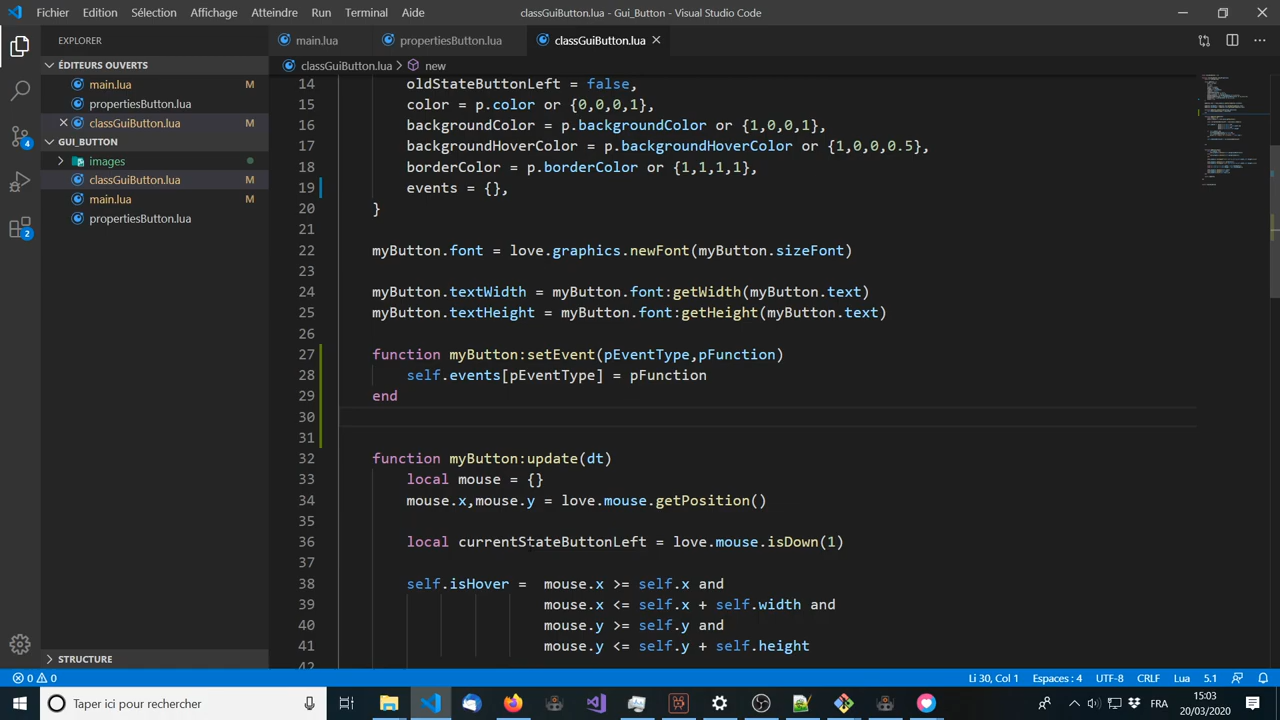 Fichier Edition Sélection Affichage Atteindre Run Terminal Aide classGuiButton.lua - Gui_Button - Visual Studio Code
EXPLORER
main.lua propertiesButton.lua classGuiButton.lua
ÉDITEURS OUVERTS
main.lua M
propertiesButton.lua
classGuiButton.lua M
GUI_BUTTON
images
classGuiButton.lua M
main.lua M
propertiesButton.lua
STRUCTURE
classGuiButton.lua > new
14 oldStateButtonLeft = false,
15 color = p.color or {0,0,0,1},
16 backgroundColor = p.backgroundColor or {1,0,0,1},
17 backgroundHoverColor = p.backgroundHoverColor or {1,0,0,0.5},
18 borderColor = p.borderColor or {1,1,1,1},
19 events = {},
20 }
21
22 myButton.font = love.graphics.newFont(myButton.sizeFont)
23
24 myButton.textWidth = myButton.font:getWidth(myButton.text)
25 myButton.textHeight = myButton.font:getHeight(myButton.text)
26
27 function myButton:setEvent(pEventType,pFunction)
28 self.events[pEventType] = pFunction
29 end
30
31
32 function myButton:update(dt)
33 local mouse = {}
34 mouse.x,mouse.y = love.mouse.getPosition()
35
36 local currentStateButtonLeft = love.mouse.isDown(1)
37
38 self.isHover = mouse.x >= self.x and
39 mouse.x <= self.x + self.width and
40 mouse.y >= self.y and
41 mouse.y <= self.y + self.height
42
4
2
0 0 Li 30, Col 1 Espaces : 4 UTF-8 CRLF Lua 5.1
Taper ici pour rechercher FRA 15:03
20/03/2020